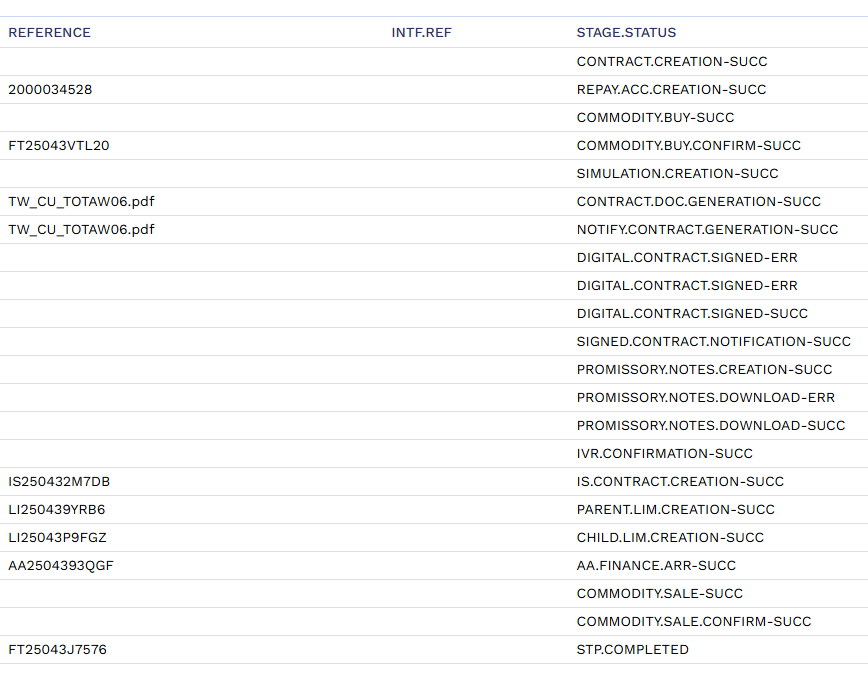 REFERENCE INTF.REF STAGE.STATUS
CONTRACT.CREATION-SUCC
2000034528 REPAY.ACC.CREATION-SUCC
COMMODITY.BUY-SUCC
FT25043VTL20 COMMODITY.BUY.CONFIRM-SUCC
SIMULATION.CREATION-SUCC
TW_CU_TOTAW06.pdf CONTRACT.DOC.GENERATION-SUCC
TW_CU_TOTAW06.pdf NOTIFY.CONTRACT.GENERATION-SUCC
DIGITAL.CONTRACT.SIGNED-ERR
DIGITAL.CONTRACT.SIGNED-ERR
DIGITAL.CONTRACT.SIGNED-SUCC
SIGNED.CONTRACT.NOTIFICATION-SUCC
PROMISSORY.NOTES.CREATION-SUCC
PROMISSORY.NOTES.DOWNLOAD-ERR
PROMISSORY.NOTES.DOWNLOAD-SUCC
IVR.CONFIRMATION-SUCC
IS250432M7DB IS.CONTRACT.CREATION-SUCC
LI250439YRB6 PARENT.LIM.CREATION-SUCC
LI25043P9FGZ CHILD.LIM.CREATION-SUCC
AA2504393QGF AA.FINANCE.ARR-SUCC
COMMODITY.SALE-SUCC
COMMODITY.SALE.CONFIRM-SUCC
FT25043J7576 STP.COMPLETED